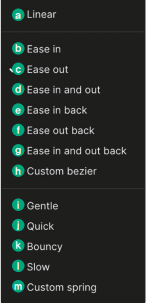 a Linear
b Ease in
c Ease out
d Ease in and out
e Ease in back
f Ease out back
g Ease in and out back
h Custom bezier
i Gentle
j Quick
k Bouncy
l Slow
m Custom spring